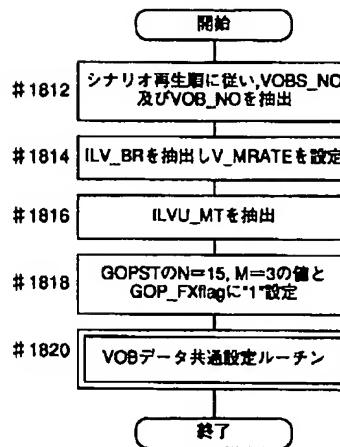 開始
#1812
シナリオ再生順に従い,VOBS_NO
及びVOB_NOを抽出
#1814
ILV_BRを抽出しV_MRATEを設定
#1816
ILVU_MTを抽出
#1818
GOPSTのN=15, M=3の値と
GOP_FXflagに"1"設定
#1820
VOBデータ共通設定ルーチン
終了